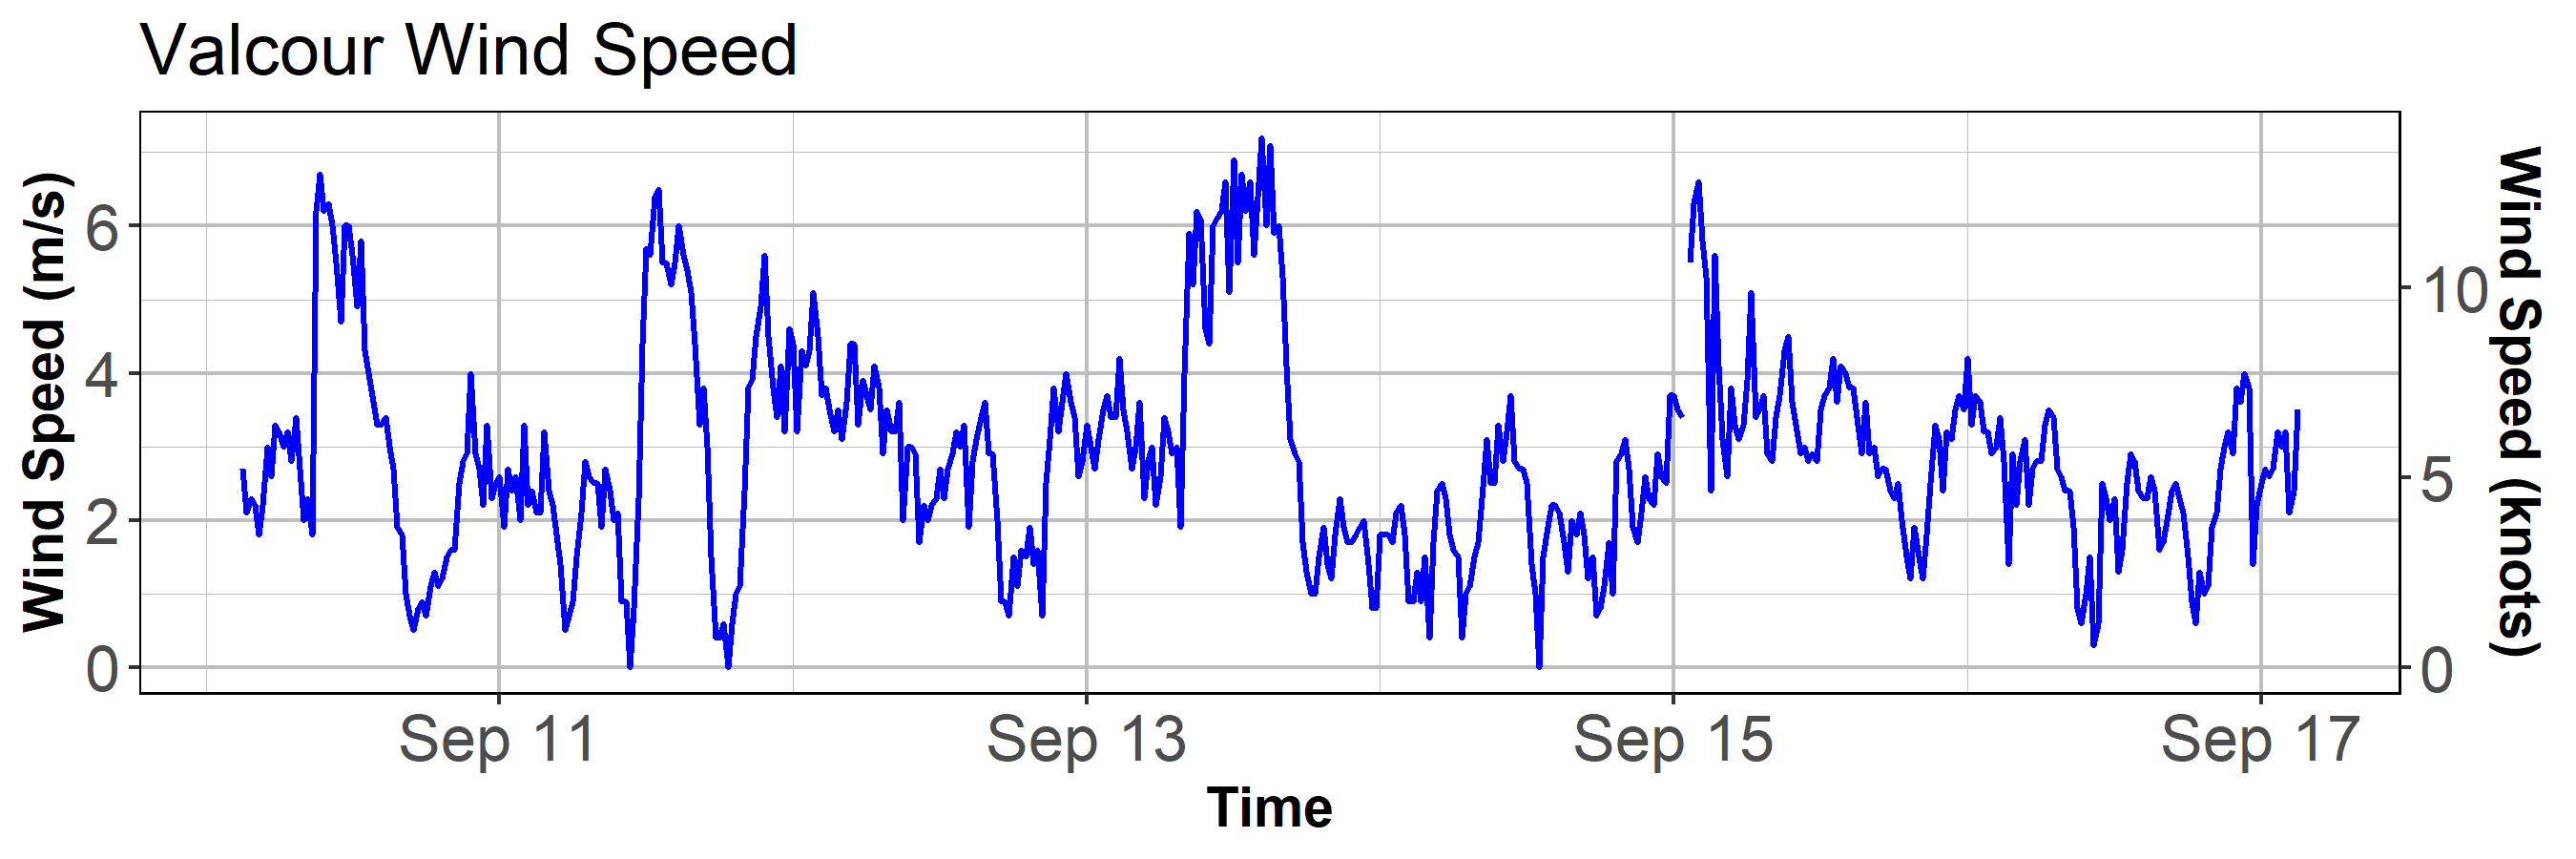 Valcour Wind Speed
Wind Speed (m/s)
6
4
2
0
10
5
0
Wind Speed (knots)
Sep 11
Sep 13
Sep 15
Sep 17
Time